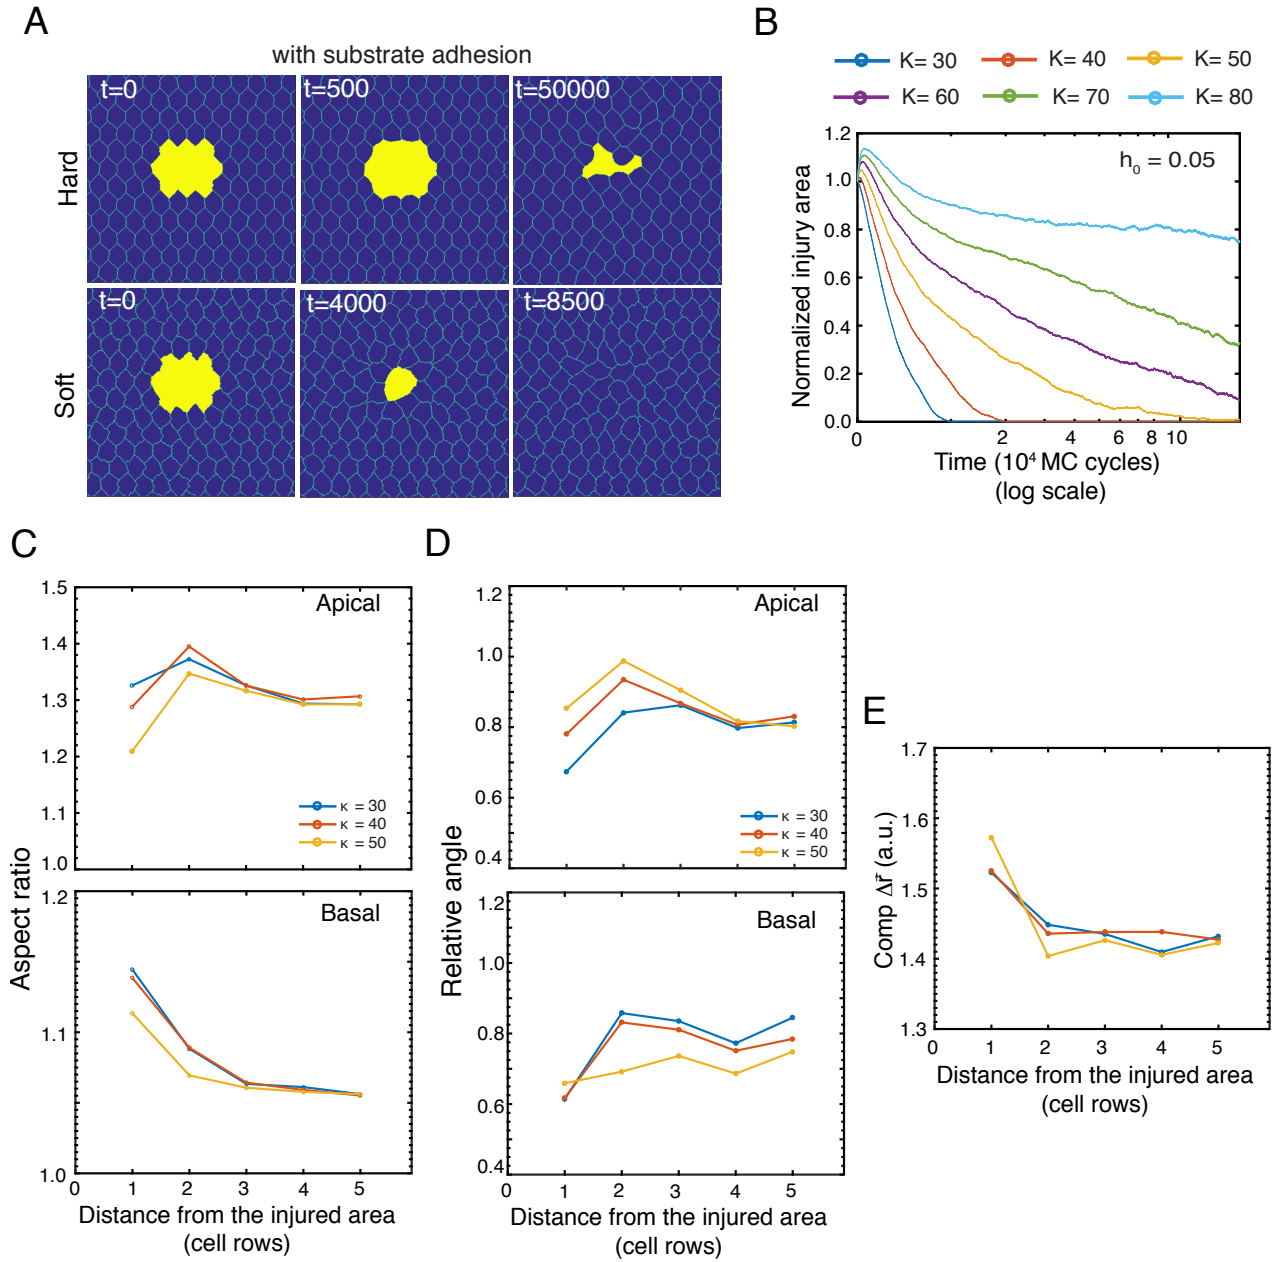 A
with substrate adhesion
Hard
t=0
t=500
t=50000
Soft
t=0
t=4000
t=8500
B
K= 30
K= 40
K= 50
K= 60
K= 70
K= 80
h0 = 0.05
Normalized injury area
1.2
1.0
0.8
0.6
0.4
0.2
0.0
0
2
4
6
8
10
Time (10⁴ MC cycles)
(log scale)
C
Aspect ratio
Apical
1.5
1.4
1.3
1.2
1.1
1.0
κ = 30
κ = 40
κ = 50
Basal
1.2
1.1
1.0
0
1
2
3
4
5
Distance from the injured area
(cell rows)
D
Relative angle
Apical
1.2
1.0
0.8
0.6
0.4
κ = 30
κ = 40
κ = 50
Basal
1.2
1.0
0.8
0.6
0.4
0
1
2
3
4
5
Distance from the injured area
(cell rows)
E
Comp Δr⃗ (a.u.)
1.7
1.6
1.5
1.4
1.3
0
1
2
3
4
5
Distance from the injured area
(cell rows)